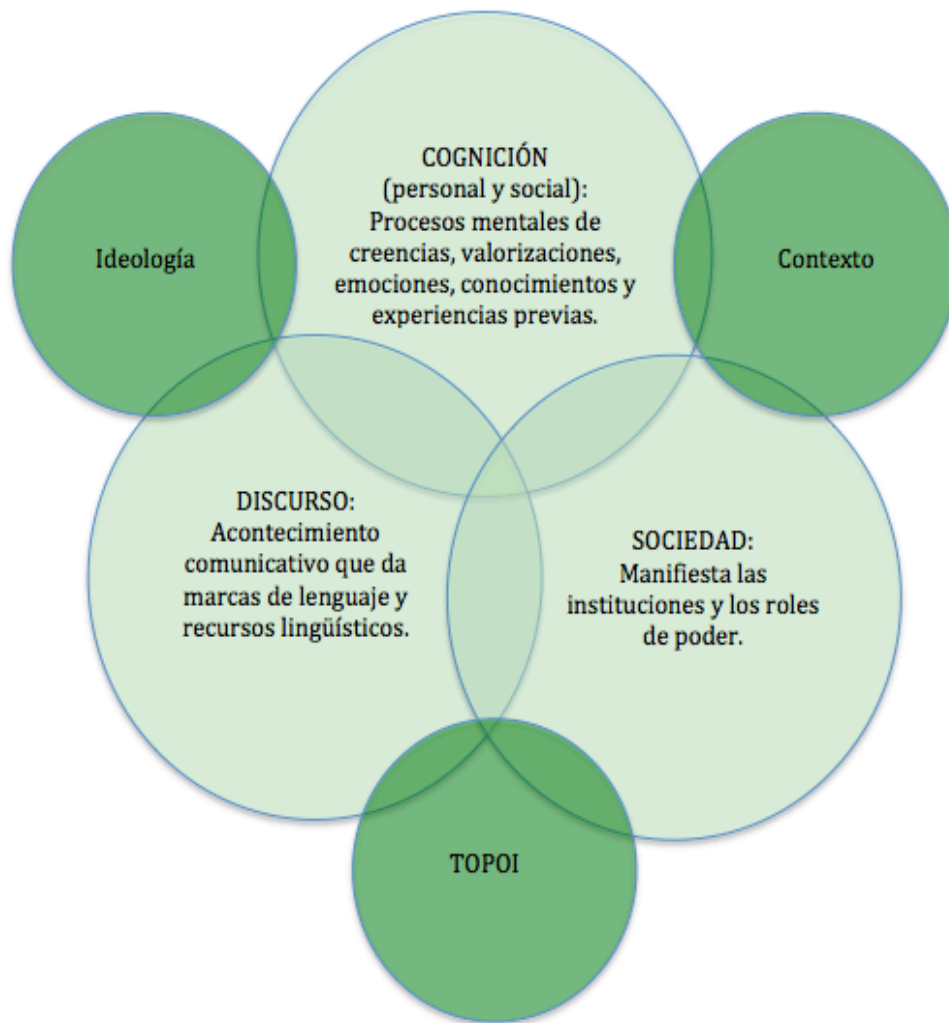 COGNICIÓN
(personal y social):
Procesos mentales de
creencias, valorizaciones,
emociones, conocimientos y
experiencias previas.
Ideología
Contexto
DISCURSO:
Acontecimiento
comunicativo que da
marcas de lenguaje y
recursos lingüísticos.
SOCIEDAD:
Manifiesta las
instituciones y los roles
de poder.
TOPOI